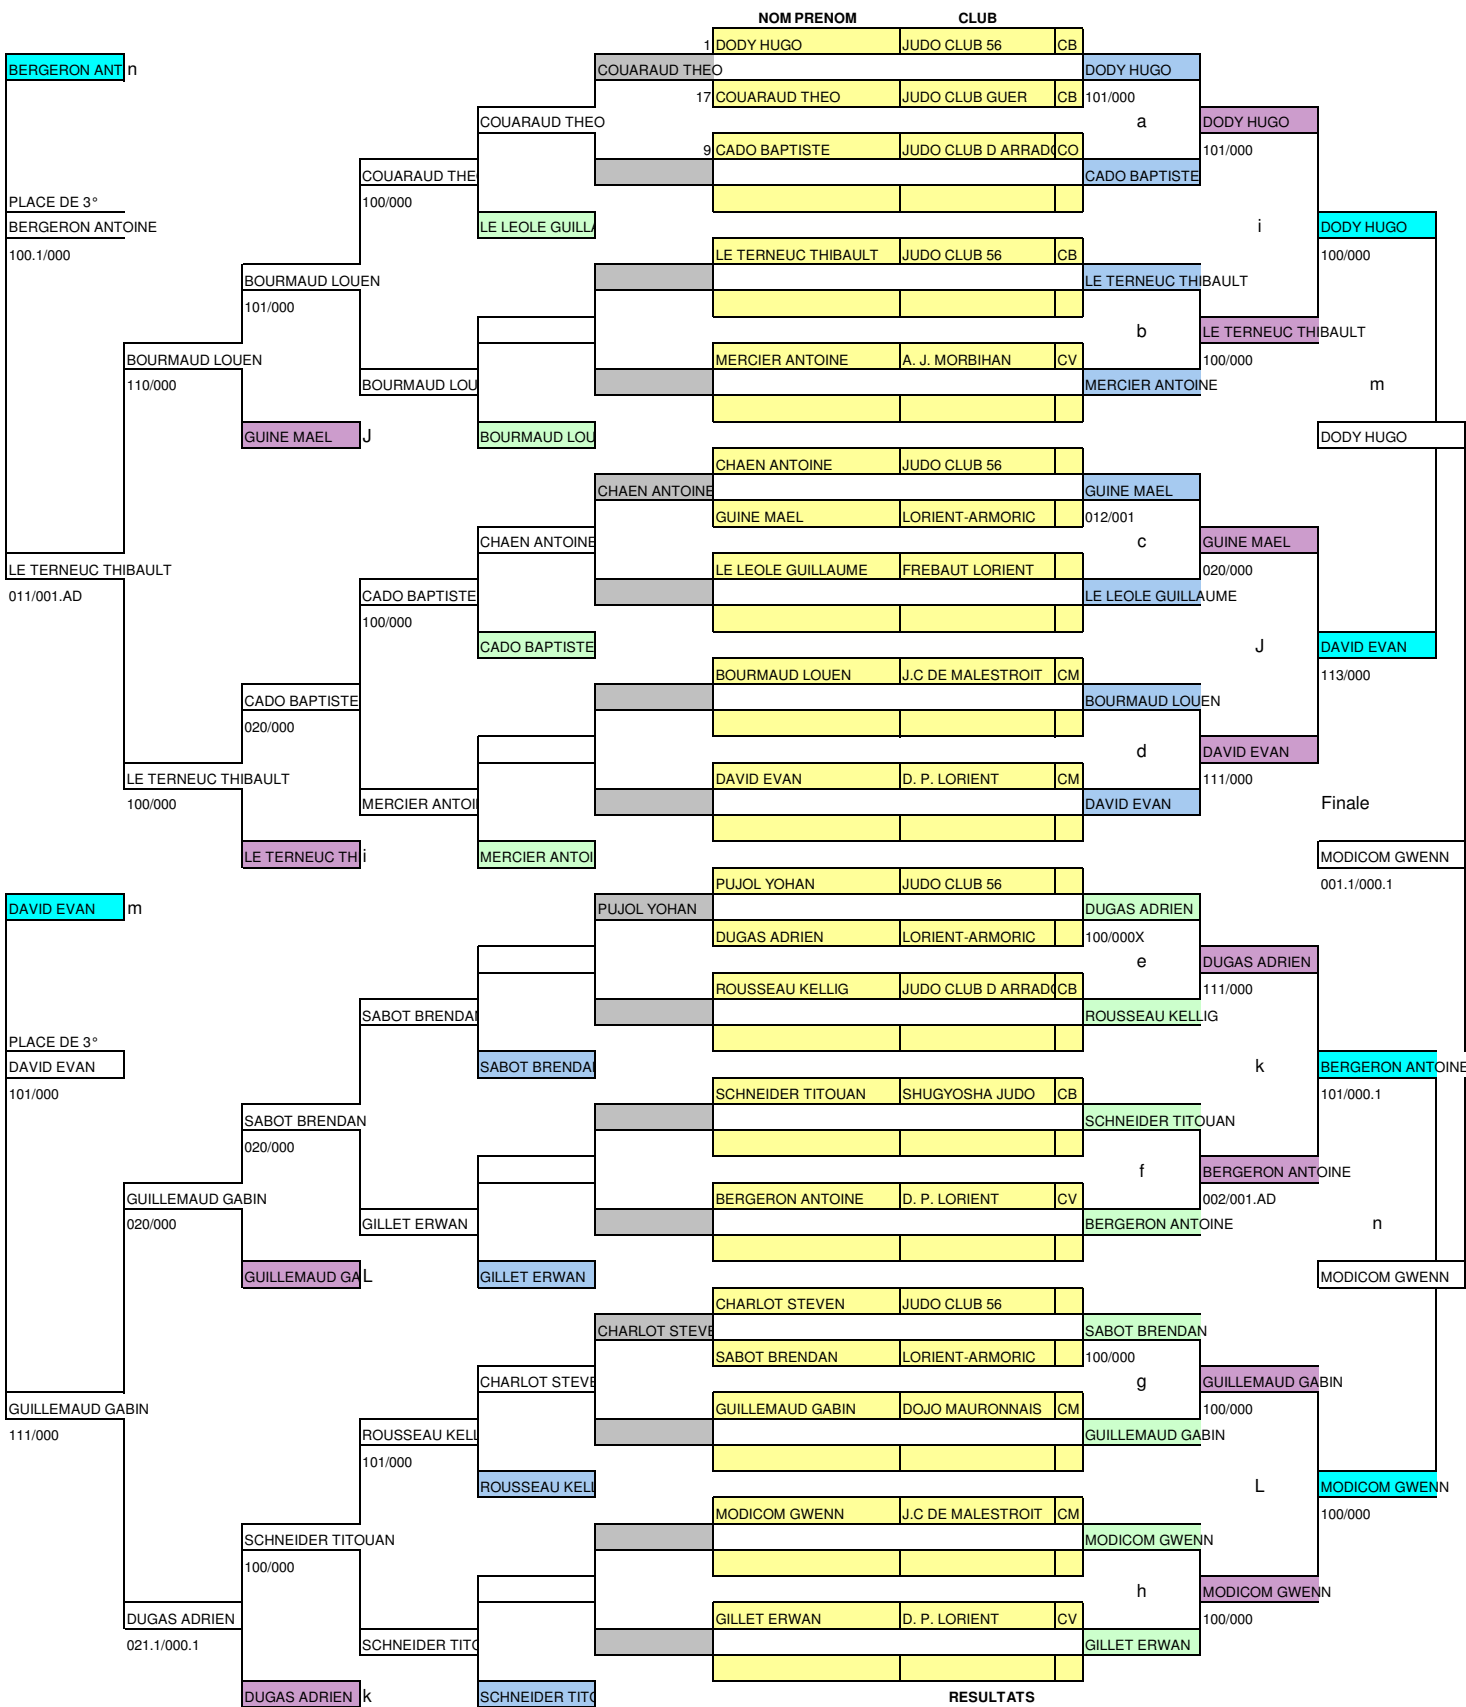 NOM PRENOM CLUB
1 DODY HUGO JUDO CLUB 56 CB
BERGERON ANT n COUARAUD THEO DODY HUGO
17 COUARAUD THEO JUDO CLUB GUER CB 101/000
COUARAUD THEO a DODY HUGO
9 CADO BAPTISTE JUDO CLUB D ARRAD CO 101/000
COUARAUD THE CADO BAPTISTE
PLACE DE 3° 100/000
BERGERON ANTOINE LE LEOLE GUILLA i DODY HUGO
100.1/000 LE TERNEUC THIBAULT JUDO CLUB 56 CB 100/000
BOURMAUD LOUEN LE TERNEUC THIBAULT
101/000
b LE TERNEUC THIBAULT
BOURMAUD LOUEN MERCIER ANTOINE A. J. MORBIHAN CV 100/000
110/000 BOURMAUD LOU MERCIER ANTOINE m
GUINE MAEL J BOURMAUD LOU DODY HUGO
CHAEN ANTOINE JUDO CLUB 56
CHAEN ANTOINE GUINE MAEL
GUINE MAEL LORIENT-ARMORIC 012/001
CHAEN ANTOINE c GUINE MAEL
LE TERNEUC THIBAULT LE LEOLE GUILLAUME FREBAUT LORIENT 020/000
011/001.AD CADO BAPTISTE LE LEOLE GUILLAUME
100/000
CADO BAPTISTE J DAVID EVAN
BOURMAUD LOUEN J.C DE MALESTROIT CM 113/000
CADO BAPTISTE BOURMAUD LOUEN
020/000
d DAVID EVAN
LE TERNEUC THIBAULT DAVID EVAN D. P. LORIENT CM 111/000
100/000 MERCIER ANTOI DAVID EVAN Finale
LE TERNEUC TH i MERCIER ANTOI MODICOM GWENN
PUJOL YOHAN JUDO CLUB 56 001.1/000.1
DAVID EVAN m PUJOL YOHAN DUGAS ADRIEN
DUGAS ADRIEN LORIENT-ARMORIC 100/000X
e DUGAS ADRIEN
ROUSSEAU KELLIG JUDO CLUB D ARRAD CB 111/000
SABOT BRENDA ROUSSEAU KELLIG
PLACE DE 3°
DAVID EVAN SABOT BRENDA k BERGERON ANTOINE
101/000 SCHNEIDER TITOUAN SHUGYOSHA JUDO CB 101/000.1
SABOT BRENDAN SCHNEIDER TITOUAN
020/000
f BERGERON ANTOINE
GUILLEMAUD GABIN BERGERON ANTOINE D. P. LORIENT CV 002/001.AD
020/000 GILLET ERWAN BERGERON ANTOINE n
GUILLEMAUD GA L GILLET ERWAN MODICOM GWENN
CHARLOT STEVEN JUDO CLUB 56
CHARLOT STEVE SABOT BRENDAN
SABOT BRENDAN LORIENT-ARMORIC 100/000
CHARLOT STEVE g GUILLEMAUD GABIN
GUILLEMAUD GABIN GUILLEMAUD GABIN DOJO MAURONNAIS CM 100/000
111/000 ROUSSEAU KELL GUILLEMAUD GABIN
101/000
ROUSSEAU KELL L MODICOM GWENN
MODICOM GWENN J.C DE MALESTROIT CM 100/000
SCHNEIDER TITOUAN MODICOM GWENN
100/000
h MODICOM GWENN
DUGAS ADRIEN GILLET ERWAN D. P. LORIENT CV 100/000
021.1/000.1 SCHNEIDER TITO GILLET ERWAN
DUGAS ADRIEN k SCHNEIDER TITO RESULTATS